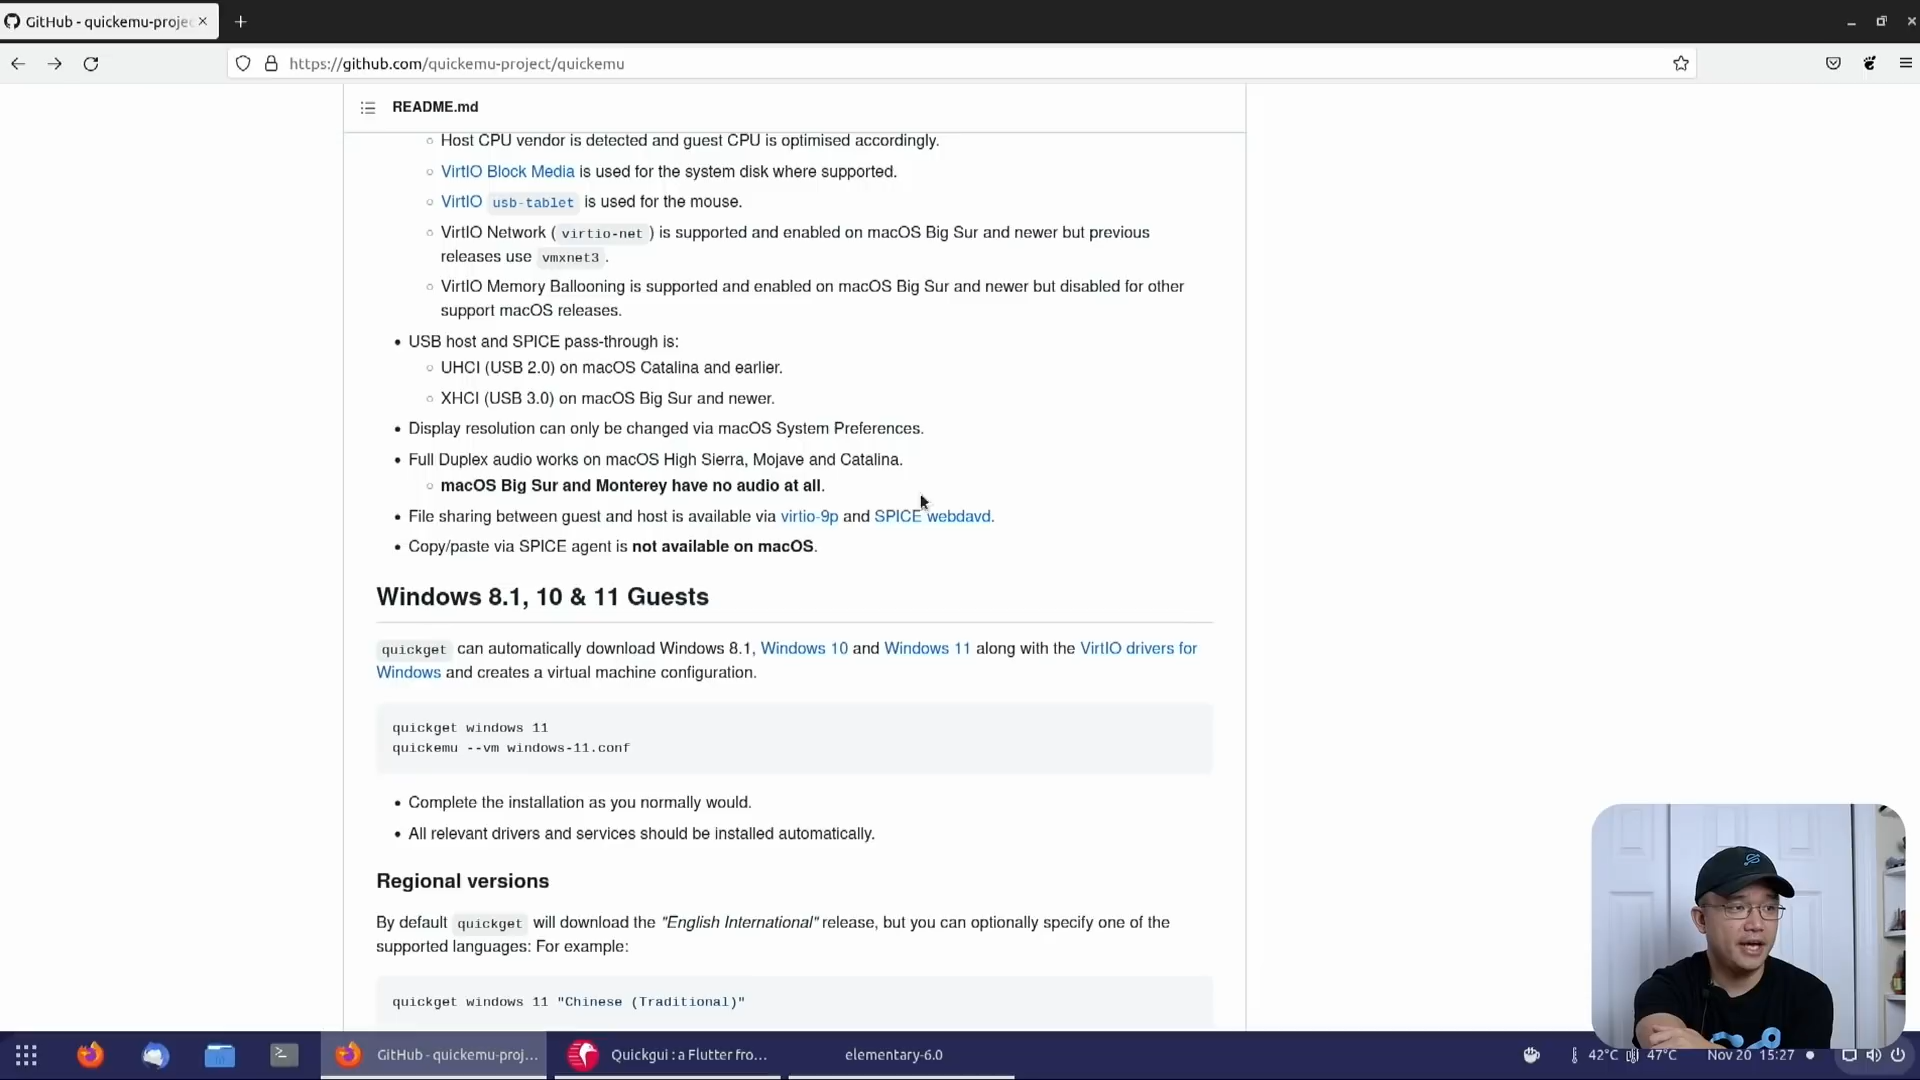 GitHub - quickemu-proje
https://github.com/quickemu-project/quickemu
README.md
Host CPU vendor is detected and guest CPU is optimised accordingly.
VirtIO Block Media is used for the system disk where supported.
VirtIO usb-tablet is used for the mouse.
VirtIO Network ( virtio-net ) is supported and enabled on macOS Big Sur and newer but previous
releases use vmxnet3 .
VirtIO Memory Ballooning is supported and enabled on macOS Big Sur and newer but disabled for other
support macOS releases.
USB host and SPICE pass-through is:
UHCI (USB 2.0) on macOS Catalina and earlier.
XHCI (USB 3.0) on macOS Big Sur and newer.
Display resolution can only be changed via macOS System Preferences.
Full Duplex audio works on macOS High Sierra, Mojave and Catalina.
macOS Big Sur and Monterey have no audio at all.
File sharing between guest and host is available via virtio-9p and SPICE webdavd.
Copy/paste via SPICE agent is not available on macOS.
Windows 8.1, 10 & 11 Guests
quickget can automatically download Windows 8.1, Windows 10 and Windows 11 along with the VirtIO drivers for
Windows and creates a virtual machine configuration.
quickget windows 11
quickemu --vm windows-11.conf
Complete the installation as you normally would.
All relevant drivers and services should be installed automatically.
Regional versions
By default quickget will download the "English International" release, but you can optionally specify one of the
supported languages: For example:
quickget windows 11 "Chinese (Traditional)"
GitHub - quickemu-proj... Quickgui : a Flutter fro... elementary-6.0 42°C 47°C Nov 20 15:27